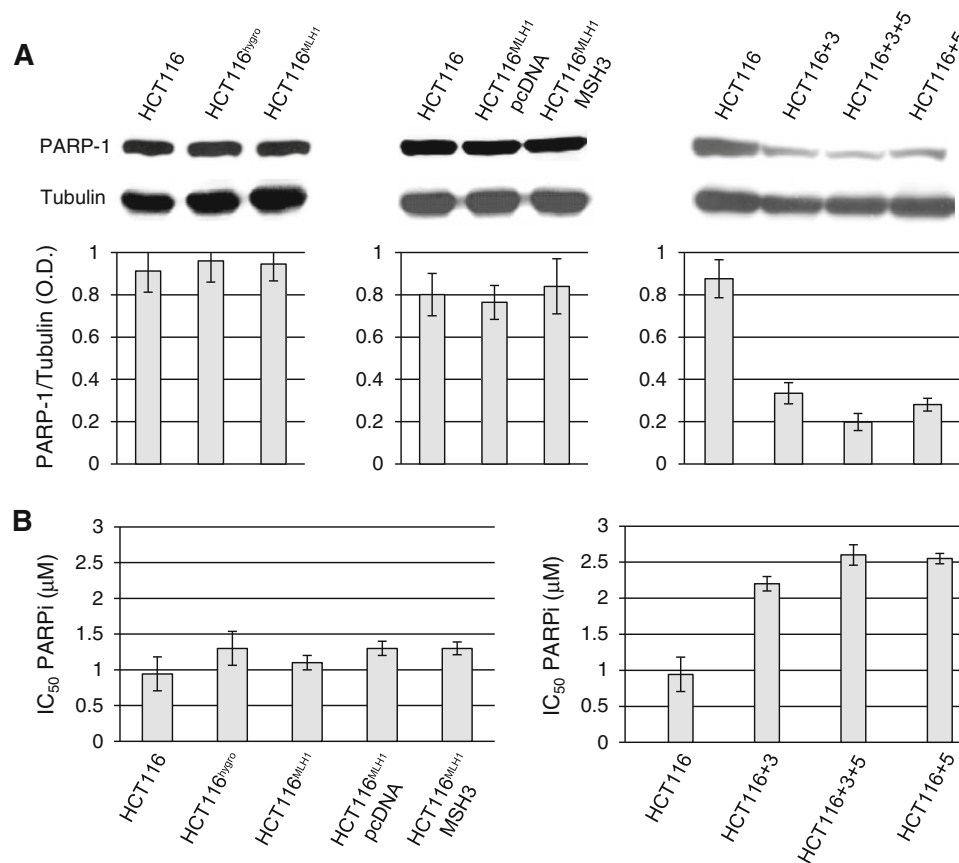 A
HCT116
HCT116hygro
HCT116MLH1
HCT116
HCT116MLH1
pcDNA
HCT116MLH1
MSH3
HCT116
HCT116+3
HCT116+3+5
HCT116+5
PARP-1
Tubulin
PARP-1/Tubulin (O.D.)
1
0.8
0.6
0.4
0.2
0
1
0.8
0.6
0.4
0.2
0
1
0.8
0.6
0.4
0.2
0
B
IC50 PARPi (μM)
3
2.5
2
1.5
1
0.5
0
HCT116
HCT116hygro
HCT116MLH1
HCT116MLH1
pcDNA
HCT116MLH1
MSH3
IC50 PARPi (μM)
3
2.5
2
1.5
1
0.5
0
HCT116
HCT116+3
HCT116+3+5
HCT116+5